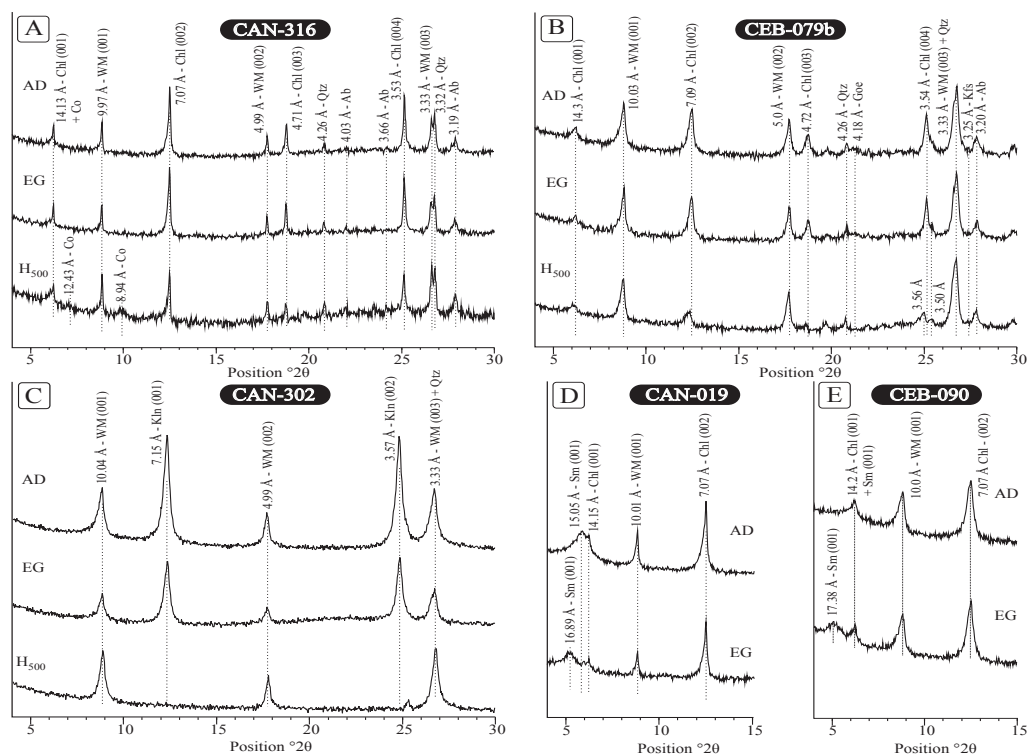 A
CAN-316
AD
EG
H500
14.13 Å - Chl (001)
+ Co
9.97 Å - WM (001)
7.07 Å - Chl (002)
4.99 Å - WM (002)
4.71 Å - Chl (003)
4.26 Å - Qtz
4.03 Å - Ab
3.66 Å - Ab
3.53 Å - Chl (004)
3.33 Å - WM (003)
3.32 Å - Qtz
3.19 Å - Ab
12.43 Å - Co
8.94 Å - Co
5 10 15 20 25 30
Position °2θ
B
CEB-079b
AD
EG
H500
14.3 Å - Chl (001)
10.03 Å - WM (001)
7.09 Å - Chl (002)
5.0 Å - WM (002)
4.72 Å - Chl (003)
4.26 Å - Qtz
4.18 Å - Goe
3.54 Å - Chl (004)
3.33 Å - WM (003) + Qtz
3.25 Å - Kfs
3.20 Å - Ab
3.56 Å
3.50 Å
5 10 15 20 25 30
Position °2θ
C
CAN-302
AD
EG
H500
10.04 Å - WM (001)
7.15 Å - Kln (001)
4.99 Å - WM (002)
3.57 Å - Kln (002)
3.33 Å - WM (003) + Qtz
5 10 15 20 25 30
Position °2θ
D
CAN-019
15.05 Å - Sm (001)
14.15 Å - Chl (001)
10.01 Å - WM (001)
7.07 Å - Chl (002)
AD
16.89 Å - Sm (001)
EG
5 10 15
Position °2θ
E
CEB-090
14.2 Å - Chl (001)
+ Sm (001)
10.0 Å - WM (001)
7.07 Å Chl - (002)
AD
17.38 Å - Sm (001)
EG
5 10 15
Position °2θ